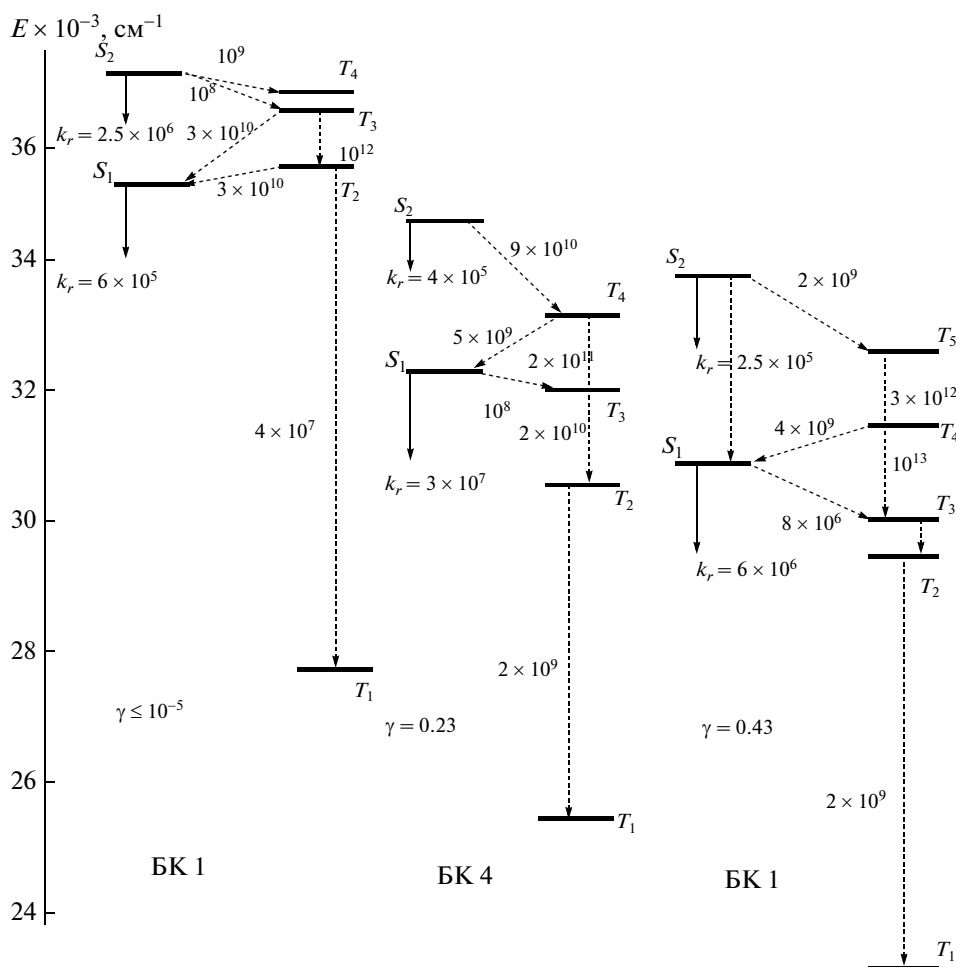 E × 10⁻³, см⁻¹
36
34
32
30
28
26
24
S₂
10⁹
T₄
10⁸
T₃
k_r = 2.5 × 10⁶
3 × 10¹⁰
10¹²
S₁
3 × 10¹⁰
T₂
k_r = 6 × 10⁵
4 × 10⁷
T₁
γ ≤ 10⁻⁵
БК 1
S₂
9 × 10¹⁰
k_r = 4 × 10⁵
T₄
5 × 10⁹
S₁
2 × 10¹¹
10⁸
T₃
2 × 10¹⁰
k_r = 3 × 10⁷
T₂
2 × 10⁹
γ = 0.23
T₁
БК 4
S₂
2 × 10⁹
T₅
k_r = 2.5 × 10⁵
3 × 10¹²
4 × 10⁹
T₄
S₁
10¹³
T₃
8 × 10⁶
k_r = 6 × 10⁶
T₂
γ = 0.43
2 × 10⁹
БК 1
T₁